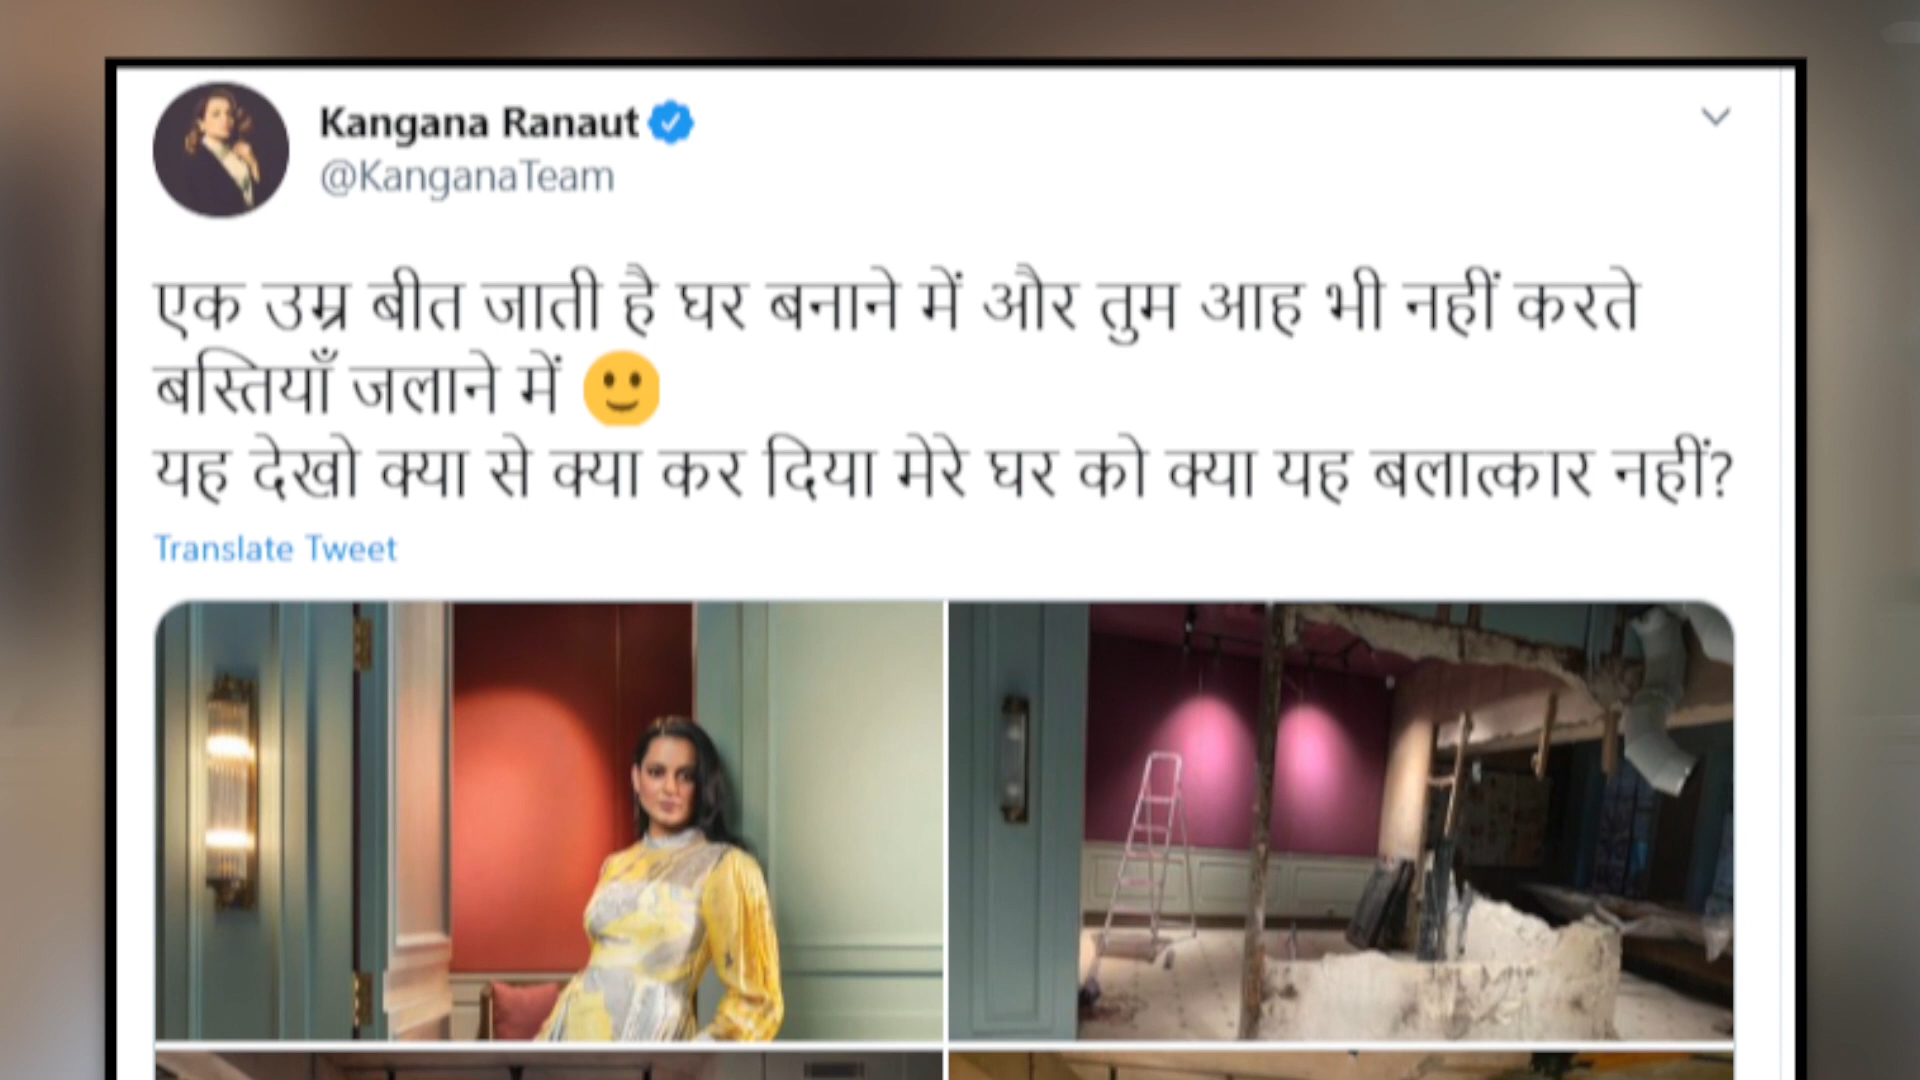 Kangana Ranaut
@KanganaTeam
एक उम्र बीत जाती है घर बनाने में और तुम आह भी नहीं करते
बस्तियाँ जलाने में 🙂
यह देखो क्या से क्या कर दिया मेरे घर को क्या यह बलात्कार नहीं?
Translate Tweet